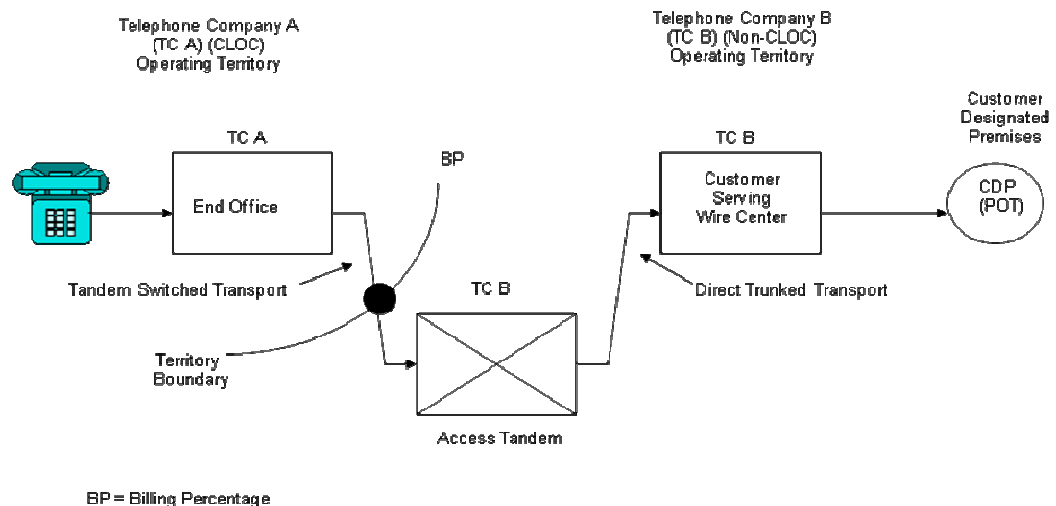 Telephone Company A
(TC A) (CLOC)
Operating Territory
Telephone Company B
(TC B) (Non-CLOC)
Operating Territory
Customer
Designated
Premises
TC A
BP
TC B
End Office
Customer
Serving
Wire Center
CDP
(POT)
Tandem Switched Transport
TC B
Direct Trunked Transport
Territory
Boundary
Access Tandem
BP = Billing Percentage